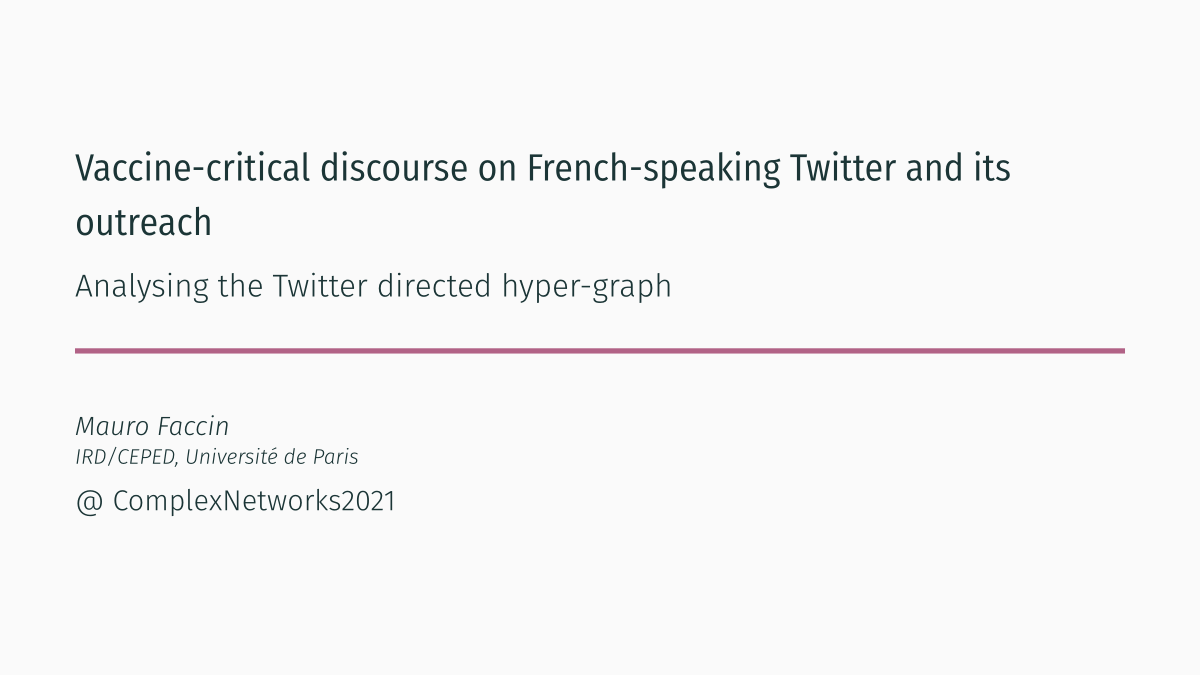 Vaccine-critical discourse on French-speaking Twitter and its
outreach
Analysing the Twitter directed hyper-graph
Mauro Faccin
IRD/CEPED, Université de Paris
@ ComplexNetworks2021